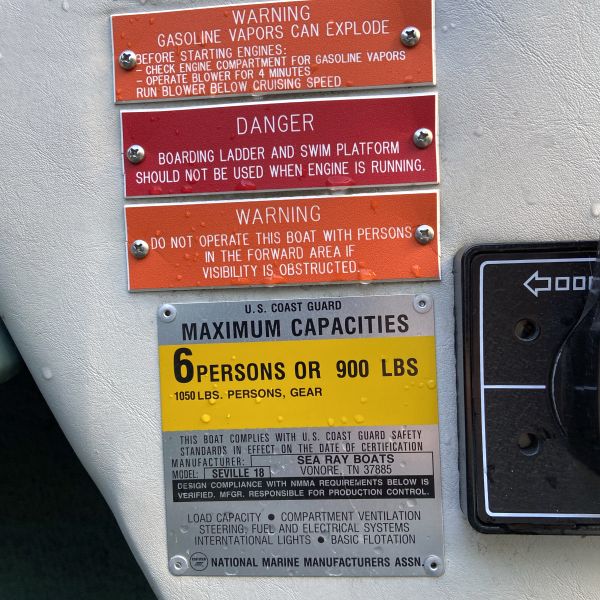 WARNING
GASOLINE VAPORS CAN EXPLODE
BEFORE STARTING ENGINES:
- CHECK ENGINE COMPARTMENT FOR GASOLINE VAPORS
- OPERATE BLOWER FOR 4 MINUTES
RUN BLOWER BELOW CRUISING SPEED
DANGER
BOARDING LADDER AND SWIM PLATFORM
SHOULD NOT BE USED WHEN ENGINE IS RUNNING.
WARNING
DO NOT OPERATE THIS BOAT WITH PERSONS
IN THE FORWARD AREA IF
VISIBILITY IS OBSTRUCTED.
U.S. COAST GUARD
MAXIMUM CAPACITIES
6 PERSONS OR 900 LBS
1050 LBS. PERSONS, GEAR
THIS BOAT COMPLIES WITH U.S. COAST GUARD SAFETY
STANDARDS IN EFFECT ON THE DATE OF CERTIFICATION
MANUFACTURER: SEA RAY BOATS
MODEL: SEVILLE 18 VONORE, TN 37885
DESIGN COMPLIANCE WITH NMMA REQUIREMENTS BELOW IS
VERIFIED. MFGR. RESPONSIBLE FOR PRODUCTION CONTROL.
LOAD CAPACITY • COMPARTMENT VENTILATION
STEERING, FUEL AND ELECTRICAL SYSTEMS
INTERNATIONAL LIGHTS • BASIC FLOTATION
NATIONAL MARINE MANUFACTURERS ASSN.